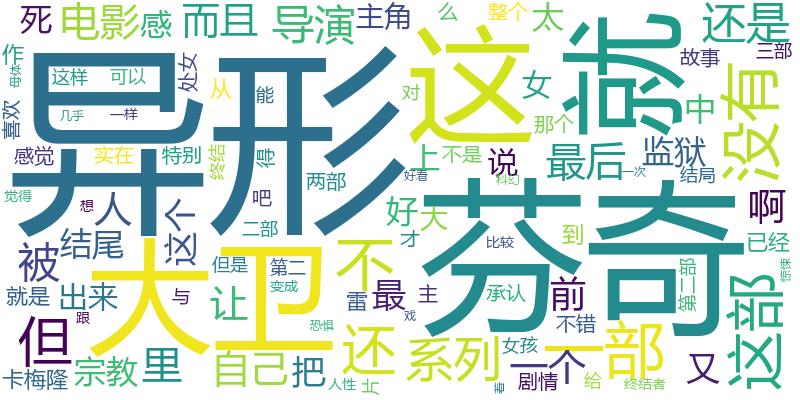 死
电影
感
而且
导演
主角
么
整个
太
还是
作
母体
这样
可以
处女
从
能
对
女
故事
三部
喜欢
几乎
一样
异形
这
就
那个
中
没有
感觉
实在
特别
终结
得
两部
上
不是
说
最后
监狱
结局
觉得
想
人
这个
吧
好看
科幻
一次
被
结尾
二部
好
大
才
芬奇
比较
到
啊
已经
但是
第二
不
就是
出来
大卫
与
让
变成
雷
最
主
承认
前
第二部
这部
惊悚
但
跟
恐惧
还
戏
不错
一部
卡梅隆
宗教
里
自己
把
人性
片
系列
女孩
一个
剧情
着
给
终结者
又